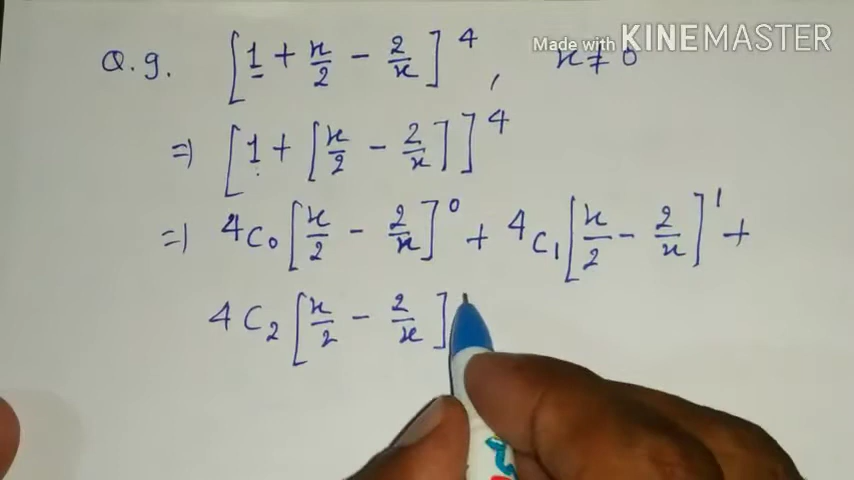 Q.9. [1 + x/2 - 2/x]^4, x ≠ 0
Made with KINEMASTER
=) [1 + [x/2 - 2/x]]^4
=) 4C0 [x/2 - 2/x]^0 + 4C1 [x/2 - 2/x]^1 +
4C2 [x/2 - 2/x]